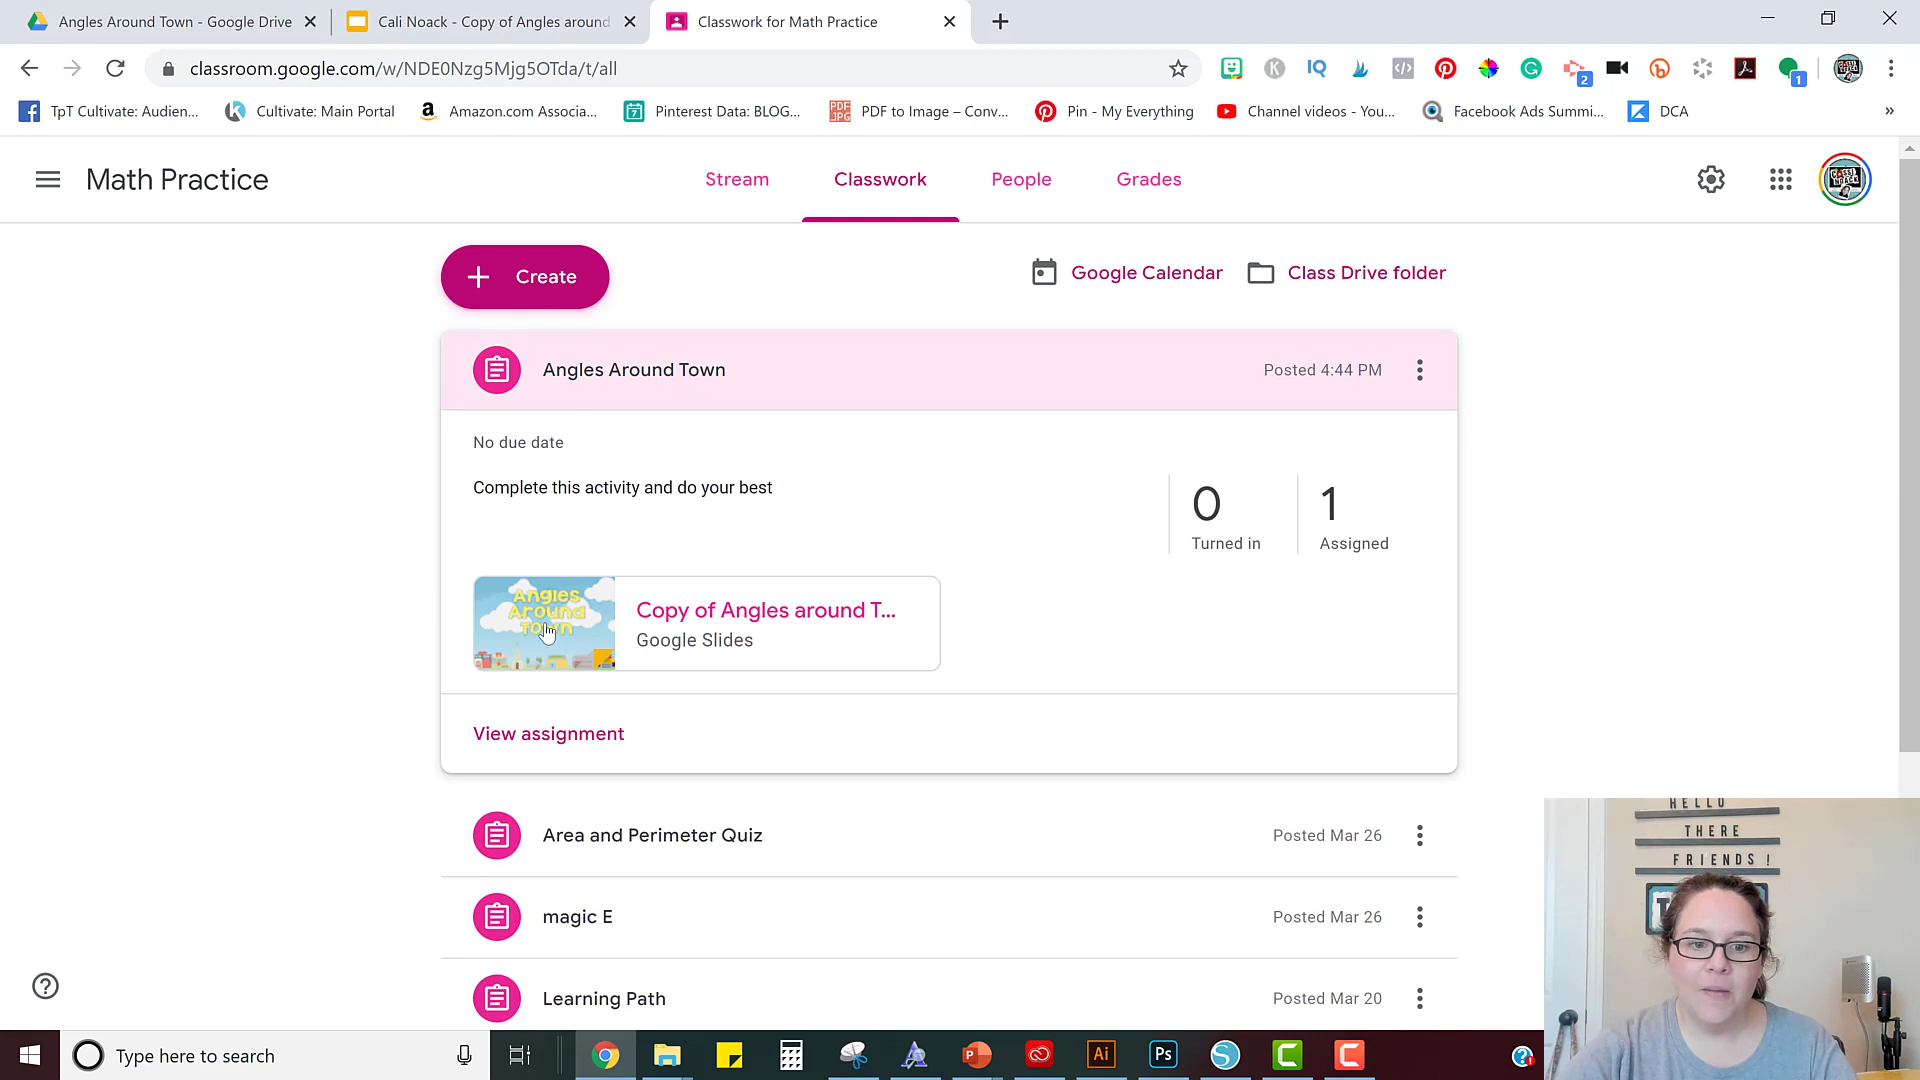 Angles Around Town - Google Drive
Cali Noack - Copy of Angles around
Classwork for Math Practice
classroom.google.com/w/NDE0Nzg5Mjg5OTda/t/all
TpT Cultivate: Audien...
Cultivate: Main Portal
Amazon.com Associa...
Pinterest Data: BLOG...
PDF to Image – Conv...
Pin - My Everything
Channel videos - You...
Facebook Ads Summi...
DCA
»
Math Practice
Stream
Classwork
People
Grades
+ Create
Google Calendar
Class Drive folder
Angles Around Town
Posted 4:44 PM
No due date
Complete this activity and do your best
0
Turned in
1
Assigned
Angles
Around
Town
Copy of Angles around T...
Google Slides
View assignment
Area and Perimeter Quiz
Posted Mar 26
magic E
Posted Mar 26
Learning Path
Posted Mar 20
HELLO
THERE
FRIENDS!
Type here to search